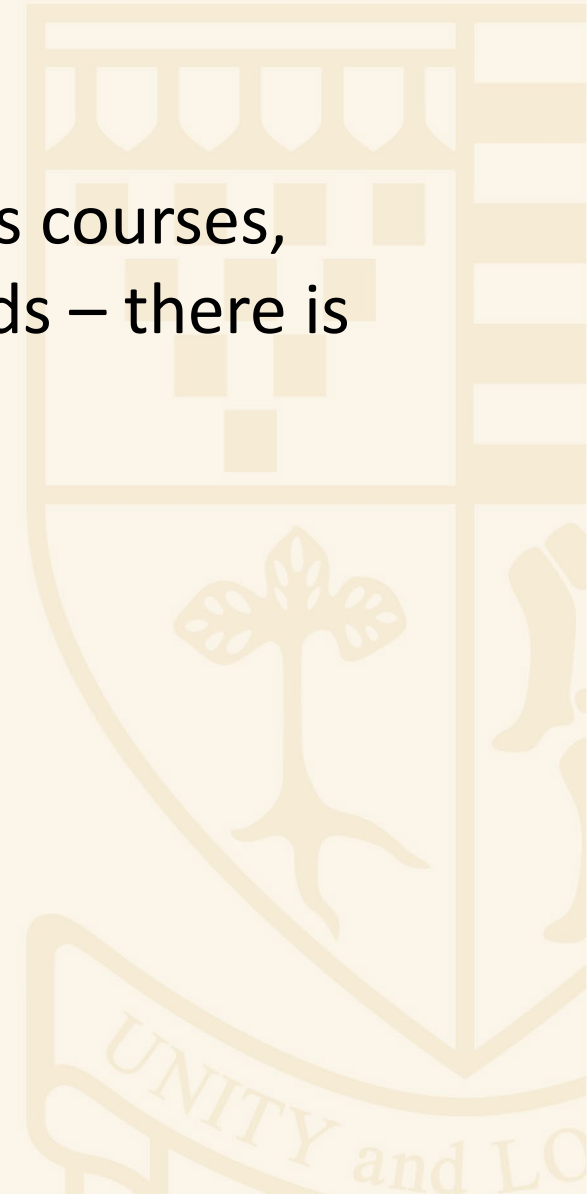 s courses,
ds – there is
UNITY and LO